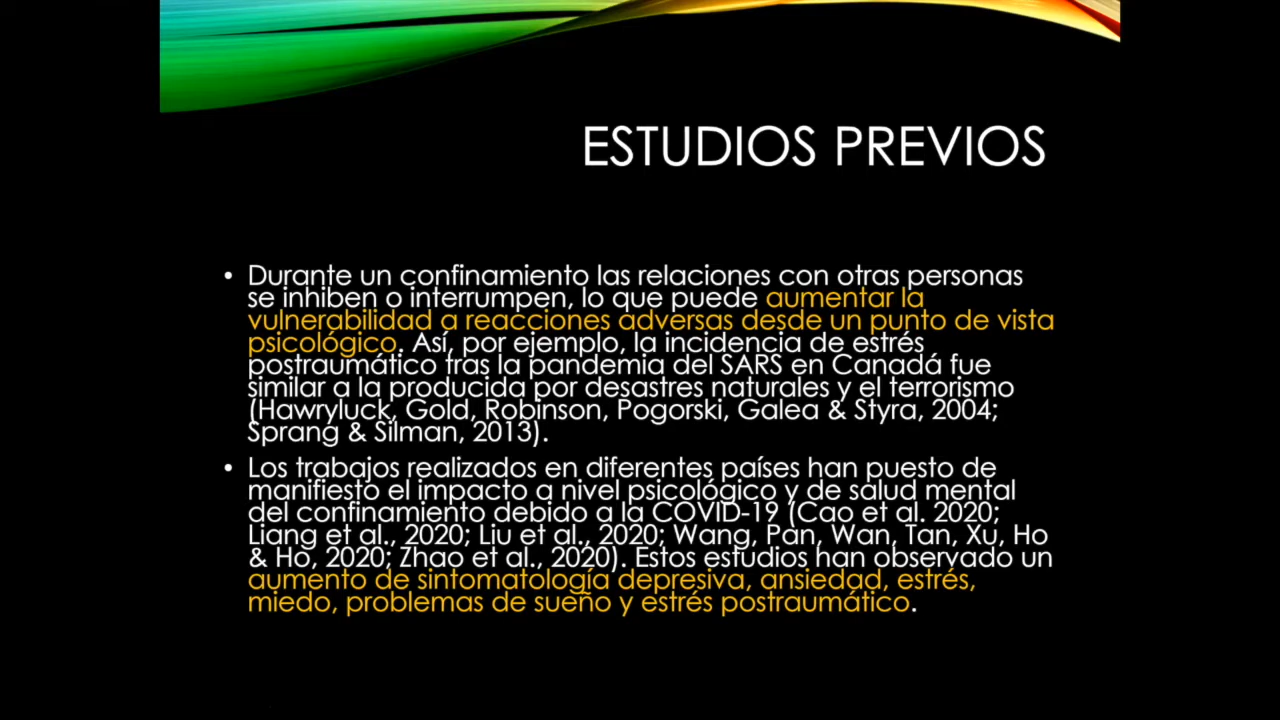 ESTUDIOS PREVIOS
• Durante un confinamiento las relaciones con otras personas
se inhiben o interrumpen, lo que puede aumentar la
vulnerabilidad a reacciones adversas desde un punto de vista
psicológico. Así, por ejemplo, la incidencia de estrés
postraumático tras la pandemia del SARS en Canadá fue
similar a la producida por desastres naturales y el terrorismo
(Hawryluck, Gold, Robinson, Pogorski, Galea & Styra, 2004;
Sprang & Silman, 2013).
• Los trabajos realizados en diferentes países han puesto de
manifiesto el impacto a nivel psicológico y de salud mental
del confinamiento debido a la COVID-19 (Cao et al. 2020;
Liang et al., 2020; Liu et al., 2020; Wang, Pan, Wan, Tan, Xu, Ho
& Ho, 2020; Zhao et al., 2020). Estos estudios han observado un
aumento de sintomatología depresiva, ansiedad, estrés,
miedo, problemas de sueño y estrés postraumático.